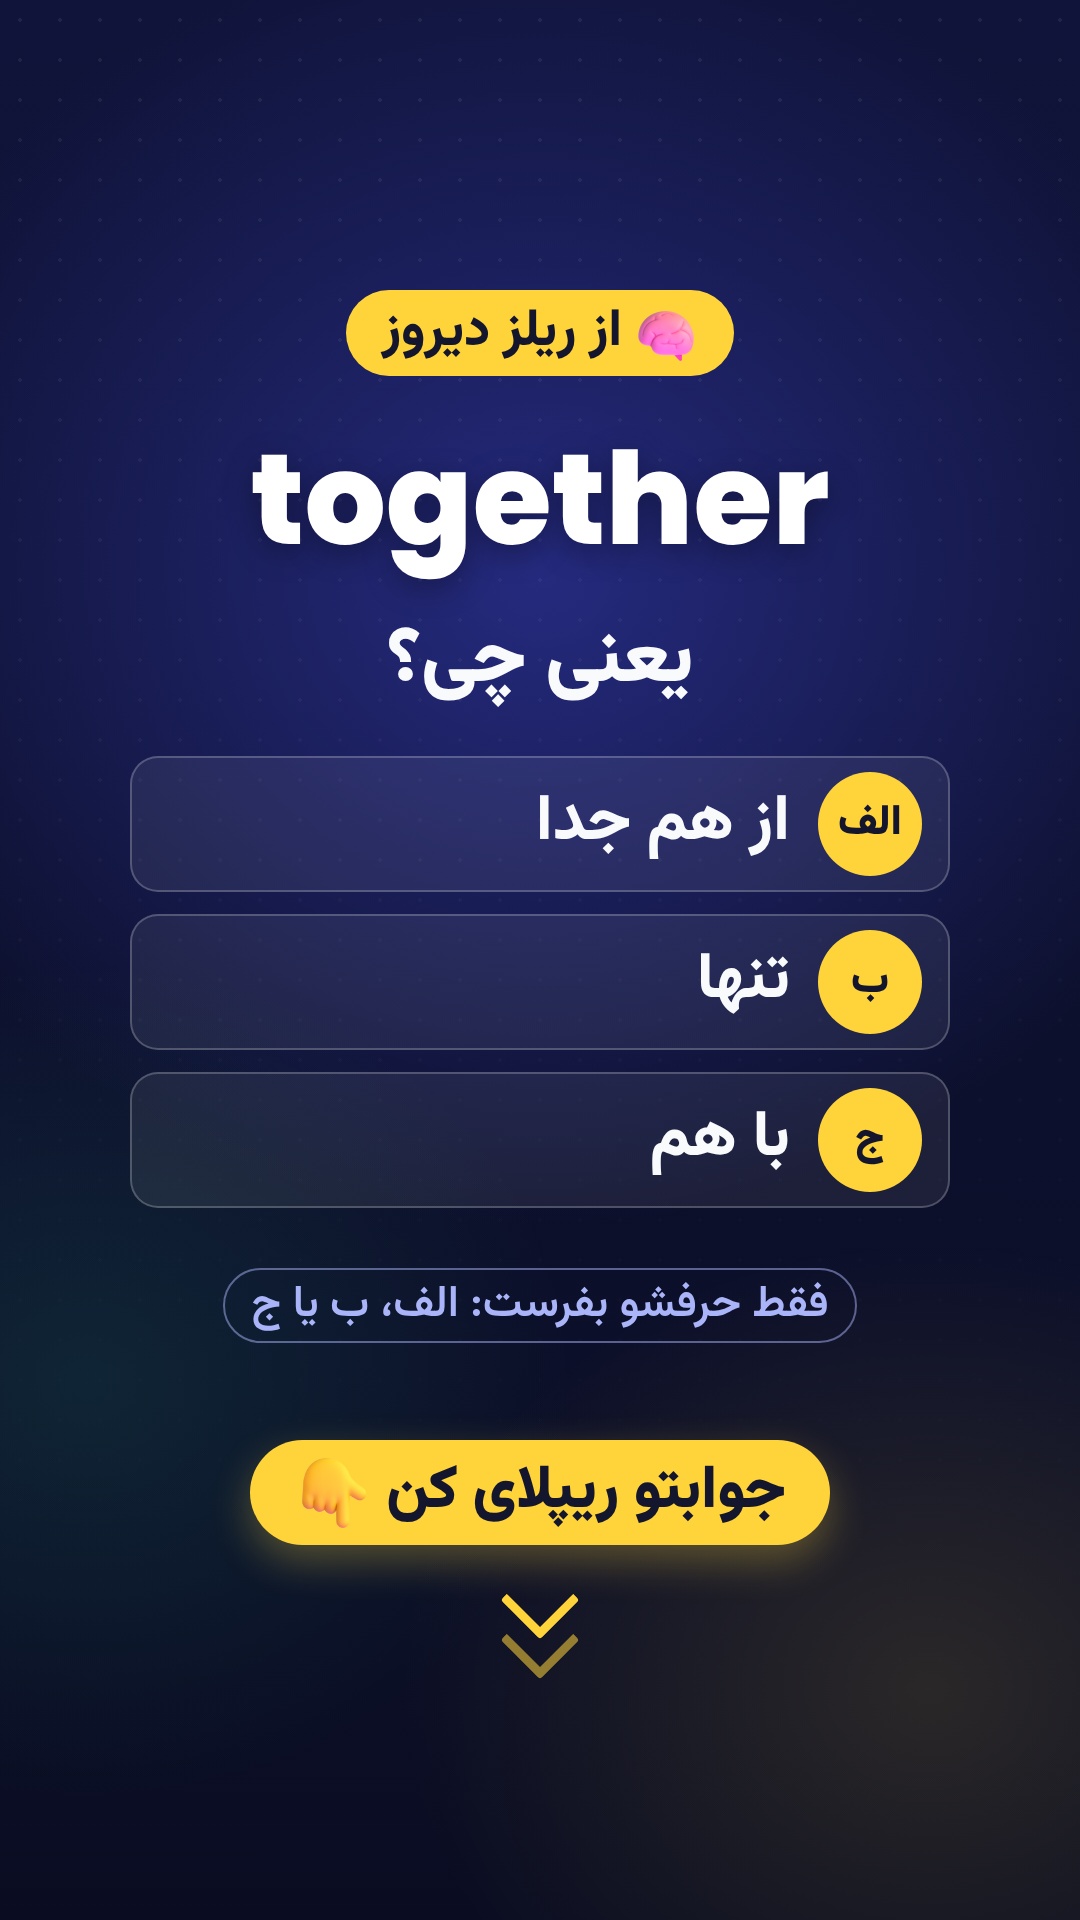 🧠 از ریلز دیروز
together
یعنی چی؟
الف از هم جدا
ب تنها
ج با هم
فقط حرفشو بفرست: الف، ب یا ج
جوابتو ریپلای کن 👇